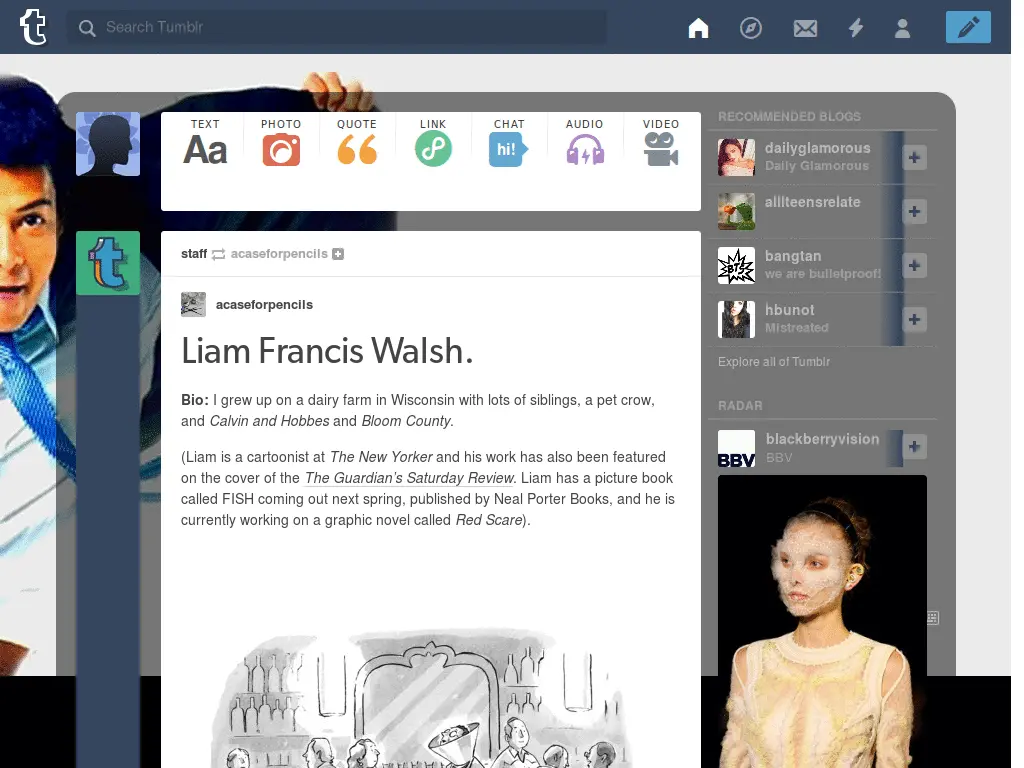 Search Tumblr
TEXT
PHOTO
QUOTE
LINK
CHAT
AUDIO
VIDEO
Aa
hi!
staff acaseforpencils
acaseforpencils
Liam Francis Walsh.
Bio: I grew up on a dairy farm in Wisconsin with lots of siblings, a pet crow,
and Calvin and Hobbes and Bloom County.
(Liam is a cartoonist at The New Yorker and his work has also been featured
on the cover of the The Guardian's Saturday Review. Liam has a picture book
called FISH coming out next spring, published by Neal Porter Books, and he is
currently working on a graphic novel called Red Scare).
RECOMMENDED BLOGS
dailyglamorous
Daily Glamorous
allteensrelate
BTS
bangtan
we are bulletproof!
hbunot
Mistreated
Explore all of Tumblr
RADAR
BBV
blackberryvision
BBV